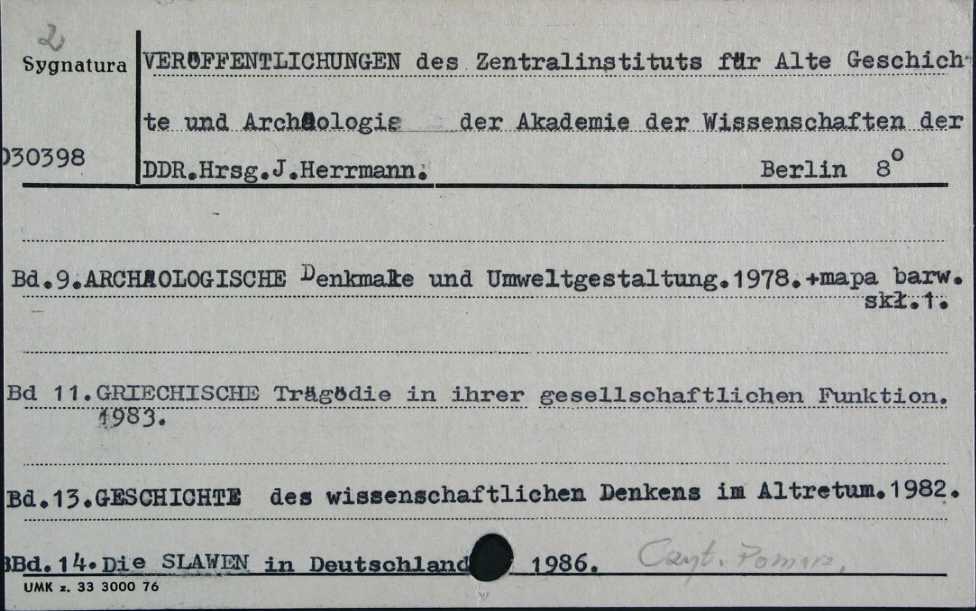 2
Sygnatura
VERÖFFENTLICHUNGEN des Zentralinstituts für Alte Geschich-
te und Archäologie der Akademie der Wissenschaften der
030398
DDR.Hrsg.J.Herrmann. Berlin 8°
Bd.9.ARCHÄOLOGISCHE Denkmale und Umweltgestaltung.1978.+mapa barw.
skł.1.
Bd 11.GRIECHISCHE Trägödie in ihrer gesellschaftlichen Funktion.
1983.
Bd.13.GESCHICHTE des wissenschaftlichen Denkens im Altretum.1982.
Bd.14.Die SLAWEN in Deutschland 1986. Czyt.
UMK z. 33 3000 76